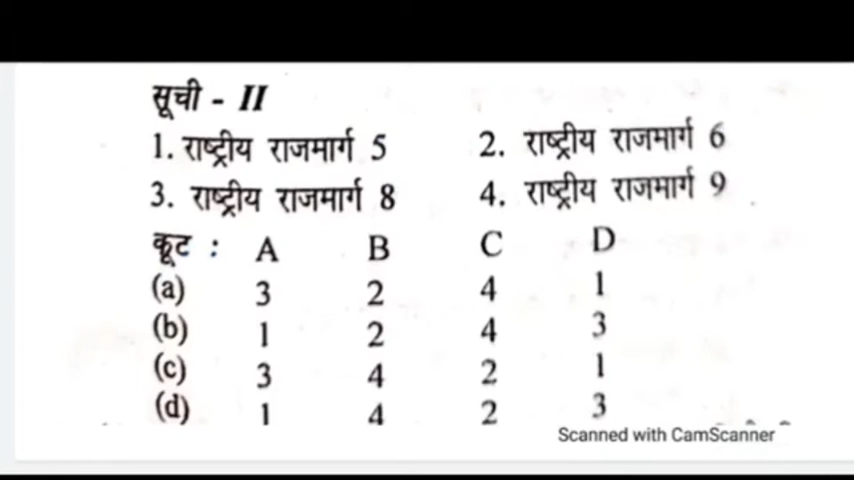 सूची - II
1. राष्ट्रीय राजमार्ग 5 2. राष्ट्रीय राजमार्ग 6
3. राष्ट्रीय राजमार्ग 8 4. राष्ट्रीय राजमार्ग 9
कूट : A B C D
(a) 3 2 4 1
(b) 1 2 4 3
(c) 3 4 2 1
(d) 1 4 2 3
Scanned with CamScanner